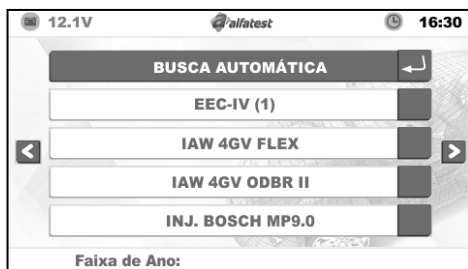 12.1V alfatest 16:30
BUSCA AUTOMÁTICA
EEC-IV (1)
IAW 4GV FLEX
IAW 4GV ODBR II
INJ. BOSCH MP9.0
Faixa de Ano: